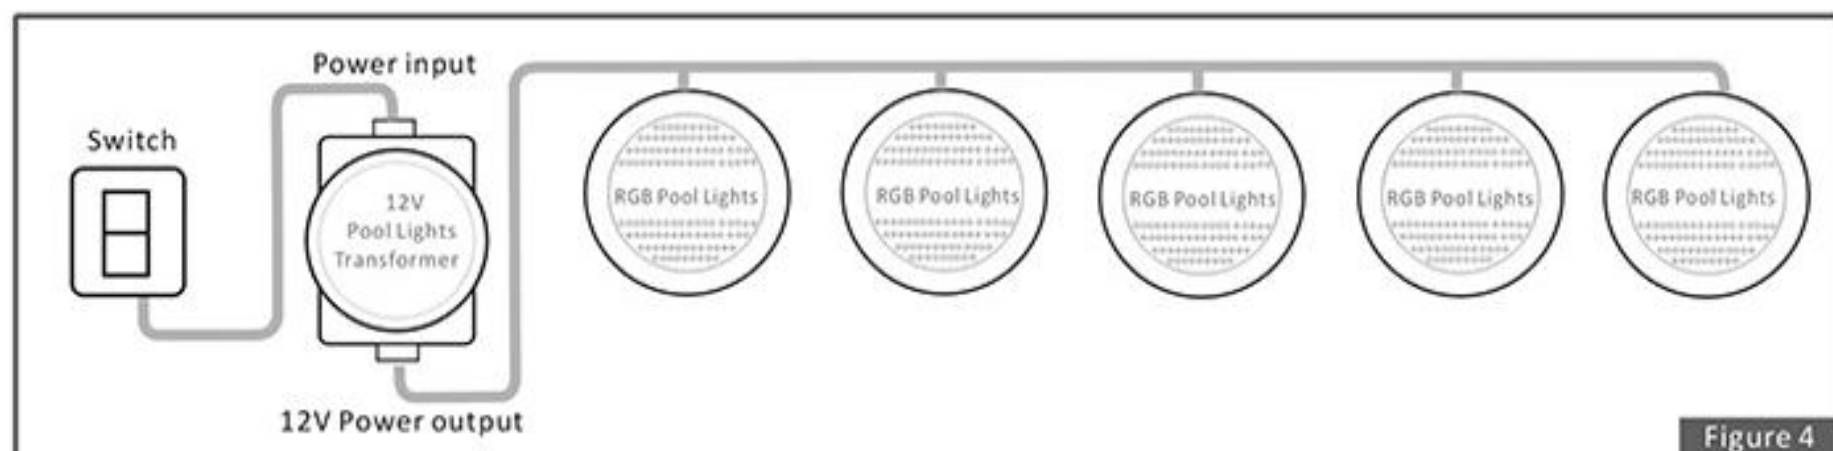 Power input
Switch
12V
Pool Lights
Transformer
12V Power output
RGB Pool Lights
RGB Pool Lights
RGB Pool Lights
RGB Pool Lights
RGB Pool Lights
Figure 4